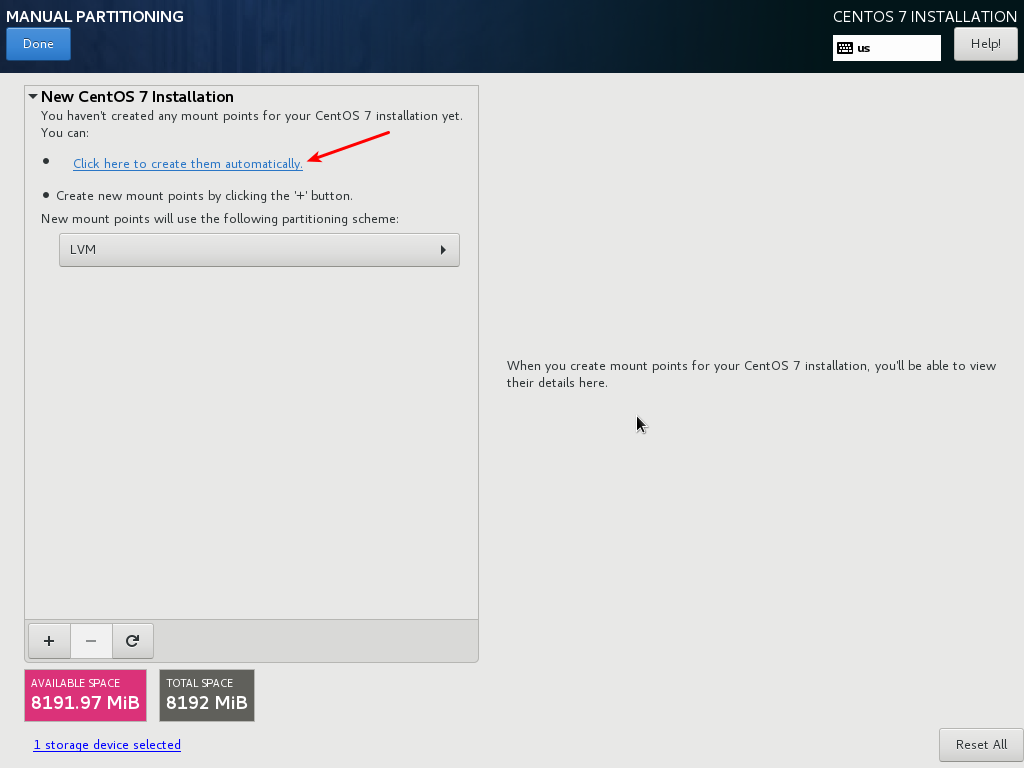 MANUAL PARTITIONING
CENTOS 7 INSTALLATION
Done
us
Help!
New CentOS 7 Installation
You haven't created any mount points for your CentOS 7 installation yet.
You can:
Click here to create them automatically.
Create new mount points by clicking the '+' button.
New mount points will use the following partitioning scheme:
LVM
When you create mount points for your CentOS 7 installation, you'll be able to view
their details here.
AVAILABLE SPACE
8191.97 MiB
TOTAL SPACE
8192 MiB
1 storage device selected
Reset All